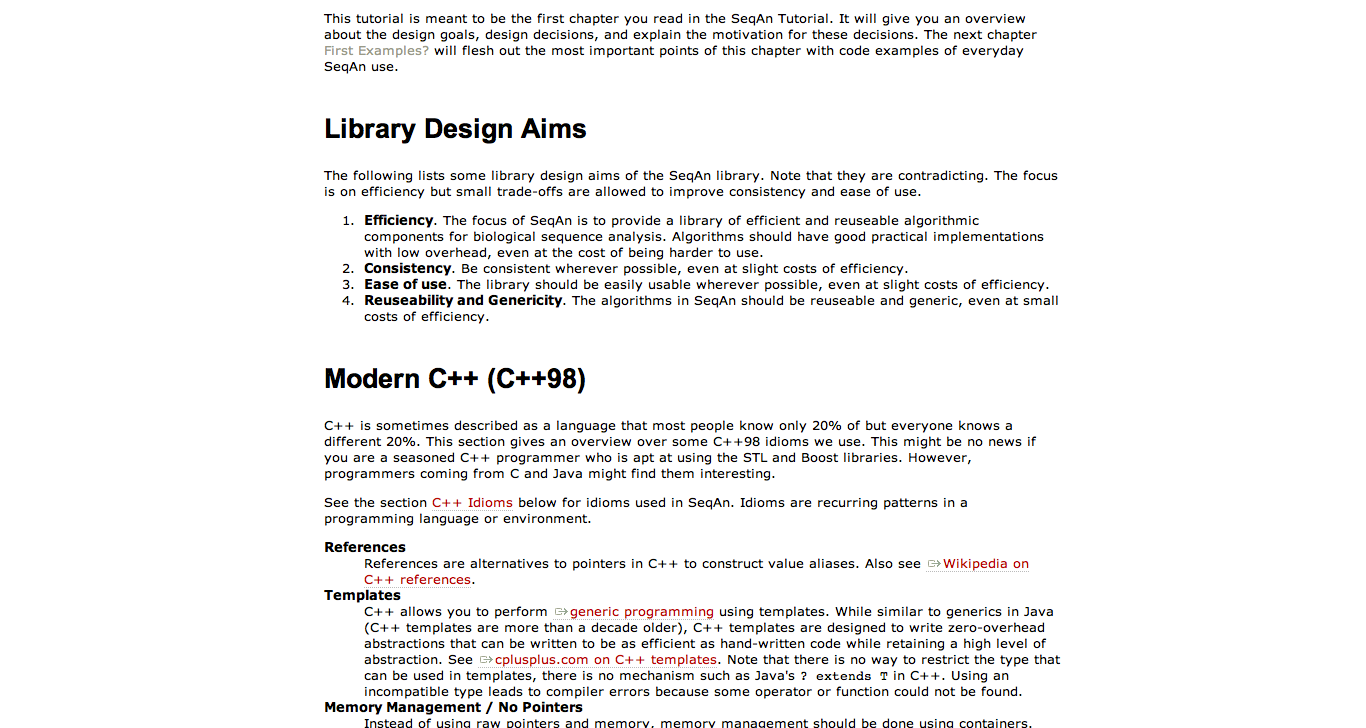 This tutorial is meant to be the first chapter you read in the SeqAn Tutorial. It will give you an overview
about the design goals, design decisions, and explain the motivation for these decisions. The next chapter
First Examples? will flesh out the most important points of this chapter with code examples of everyday
SeqAn use.
Library Design Aims
The following lists some library design aims of the SeqAn library. Note that they are contradicting. The focus
is on efficiency but small trade-offs are allowed to improve consistency and ease of use.
1. Efficiency. The focus of SeqAn is to provide a library of efficient and reuseable algorithmic
components for biological sequence analysis. Algorithms should have good practical implementations
with low overhead, even at the cost of being harder to use.
2. Consistency. Be consistent wherever possible, even at slight costs of efficiency.
3. Ease of use. The library should be easily usable wherever possible, even at slight costs of efficiency.
4. Reuseability and Genericity. The algorithms in SeqAn should be reuseable and generic, even at small
costs of efficiency.
Modern C++ (C++98)
C++ is sometimes described as a language that most people know only 20% of but everyone knows a
different 20%. This section gives an overview over some C++98 idioms we use. This might be no news if
you are a seasoned C++ programmer who is apt at using the STL and Boost libraries. However,
programmers coming from C and Java might find them interesting.
See the section C++ Idioms below for idioms used in SeqAn. Idioms are recurring patterns in a
programming language or environment.
References
References are alternatives to pointers in C++ to construct value aliases. Also see Wikipedia on
C++ references.
Templates
C++ allows you to perform generic programming using templates. While similar to generics in Java
(C++ templates are more than a decade older), C++ templates are designed to write zero-overhead
abstractions that can be written to be as efficient as hand-written code while retaining a high level of
abstraction. See cplusplus.com on C++ templates. Note that there is no way to restrict the type that
can be used in templates, there is no mechanism such as Java's ? extends T in C++. Using an
incompatible type leads to compiler errors because some operator or function could not be found.
Memory Management / No Pointers
Instead of using raw pointers and memory, memory management should be done using containers.